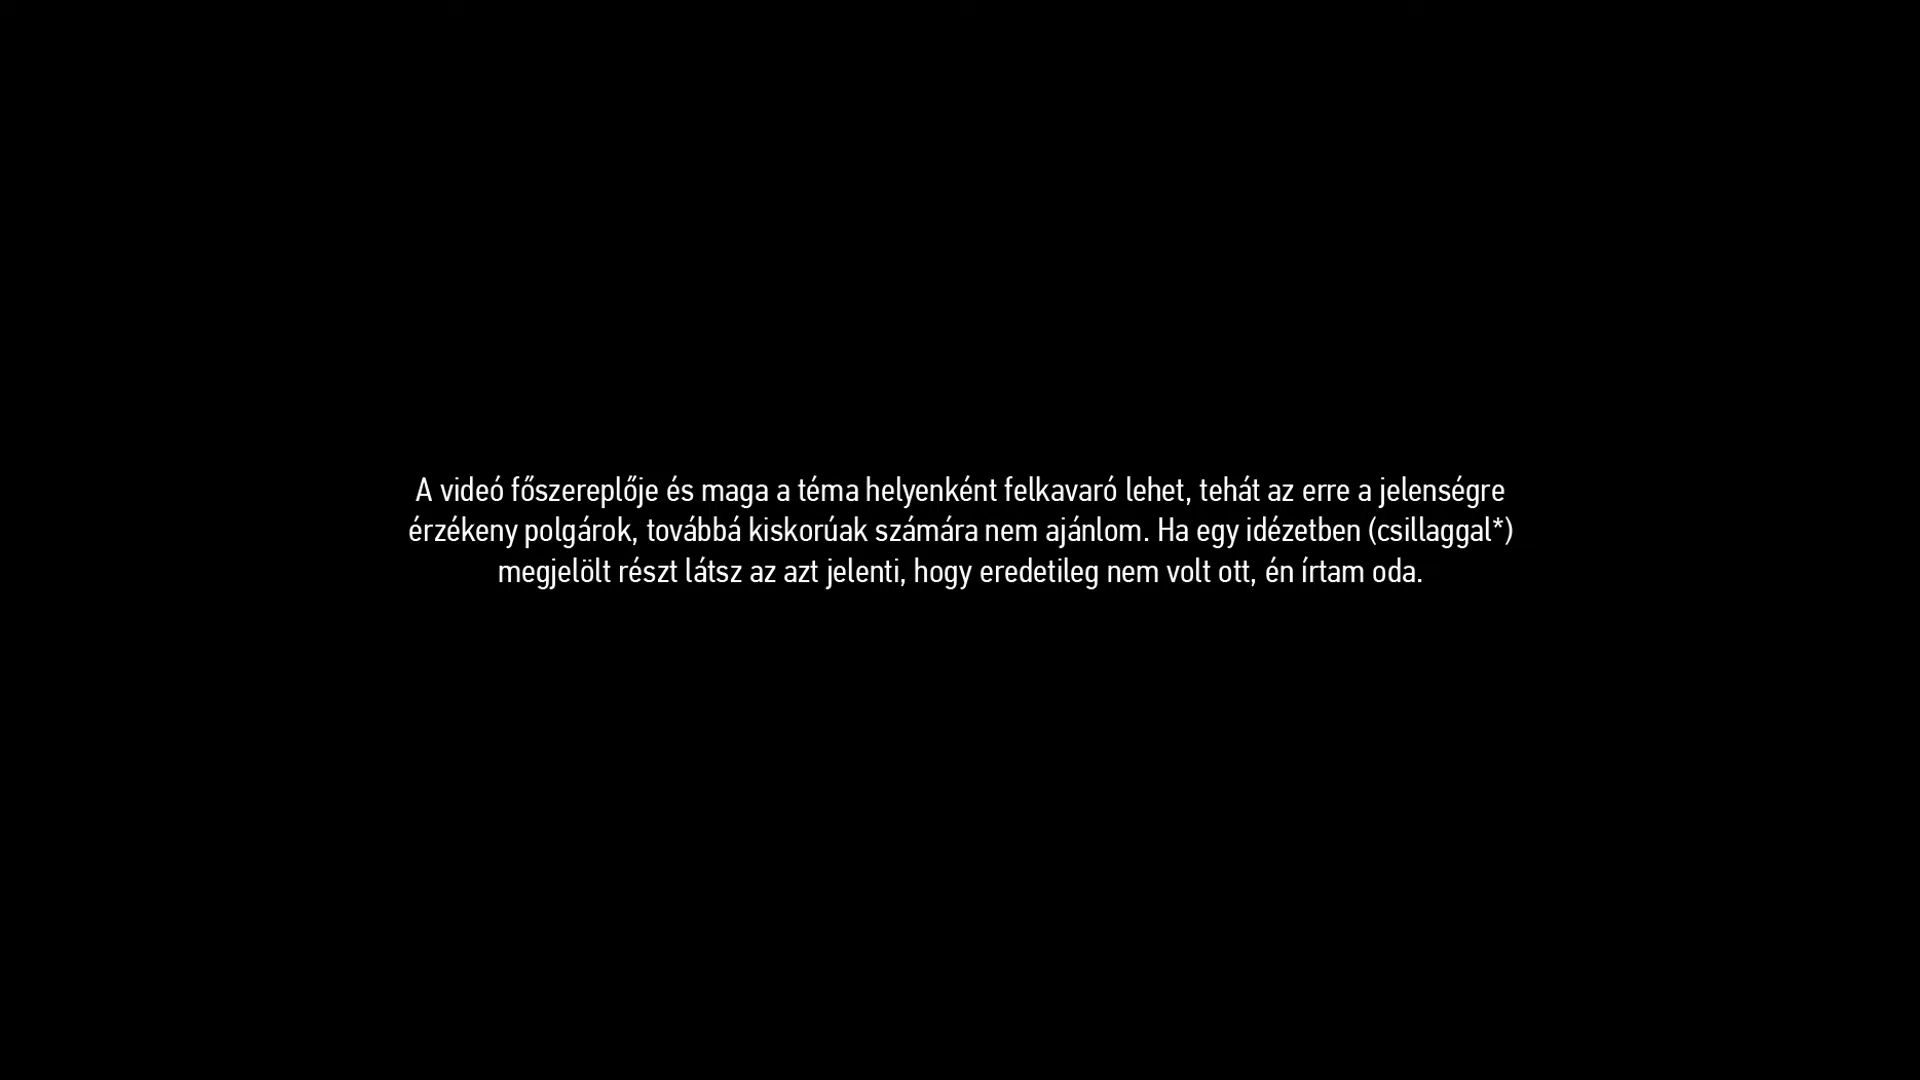 A videó főszereplője és maga a téma helyenként felkavaró lehet, tehát az erre a jelenségre
érzékeny polgárok, továbbá kiskorúak számára nem ajánlom. Ha egy idézetben (csillaggal*)
megjelölt részt látsz az azt jelenti, hogy eredetileg nem volt ott, én írtam oda.